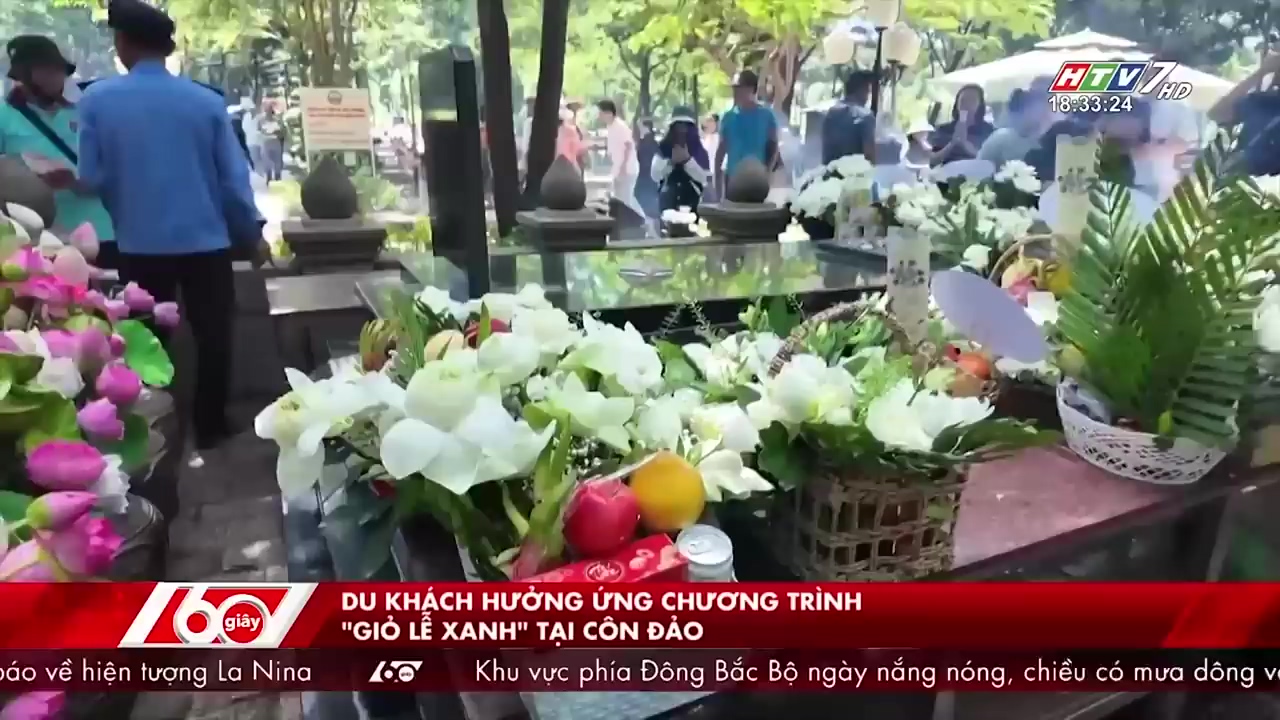 HTV7 HD
18:33:24
60 giây
DU KHÁCH HƯỞNG ỨNG CHƯƠNG TRÌNH
"GIỎ LỄ XANH" TẠI CÔN ĐẢO
báo về hiện tượng La Nina
60 giây
Khu vực phía Đông Bắc Bộ ngày nắng nóng, chiều có mưa dông v